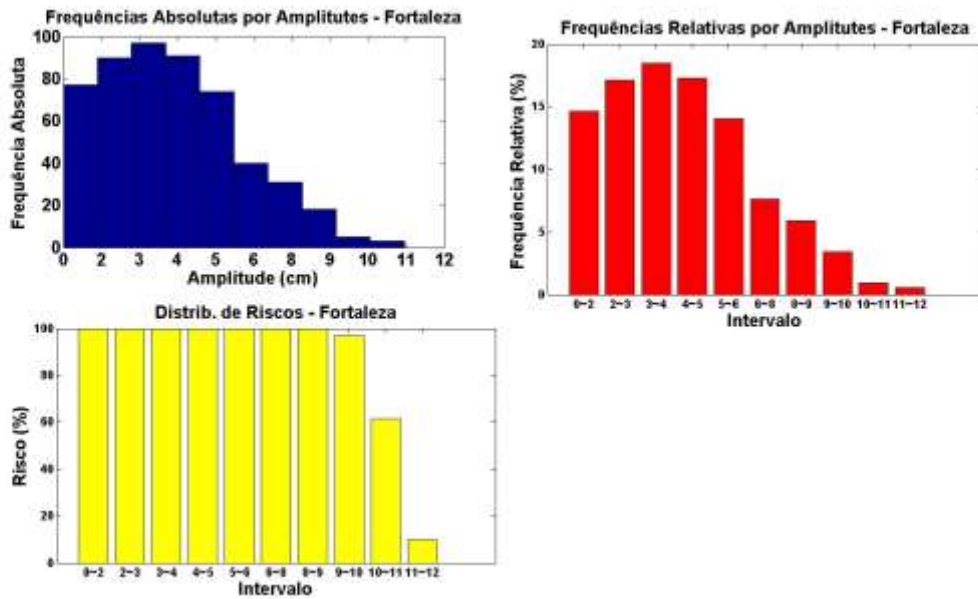 Frequências Absolutas por Amplitutes - Fortaleza
Frequência Absoluta
100
80
60
40
20
0
0 2 3 4 5 6 8 9 10 11 12
Amplitude (cm)
Frequências Relativas por Amplitutes - Fortaleza
Frequência Relativa (%)
20
15
10
5
0
0~2 2~3 3~4 4~5 5~6 6~8 8~9 9~10 10~11 11~12
Intervalo
Distrib. de Riscos - Fortaleza
Risco (%)
100
80
60
40
20
0
0~2 2~3 3~4 4~5 5~6 6~8 8~9 9~10 10~11 11~12
Intervalo